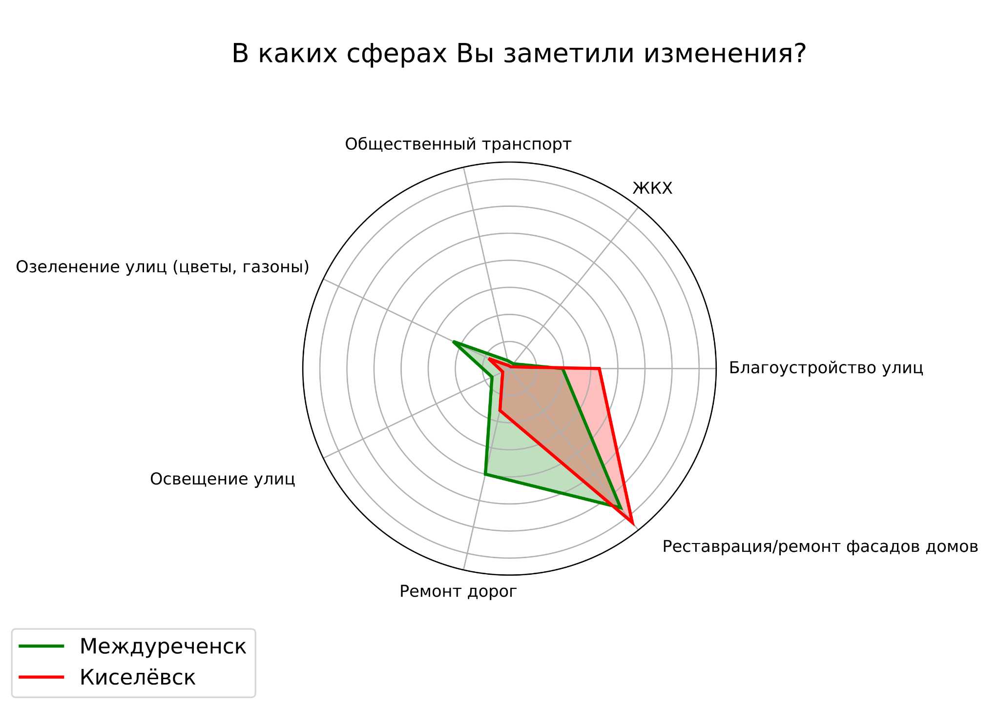 В каких сферах Вы заметили изменения?
Общественный транспорт
ЖКХ
Озеленение улиц (цветы, газоны)
Благоустройство улиц
Освещение улиц
Реставрация/ремонт фасадов домов
Ремонт дорог
Междуреченск
Киселёвск